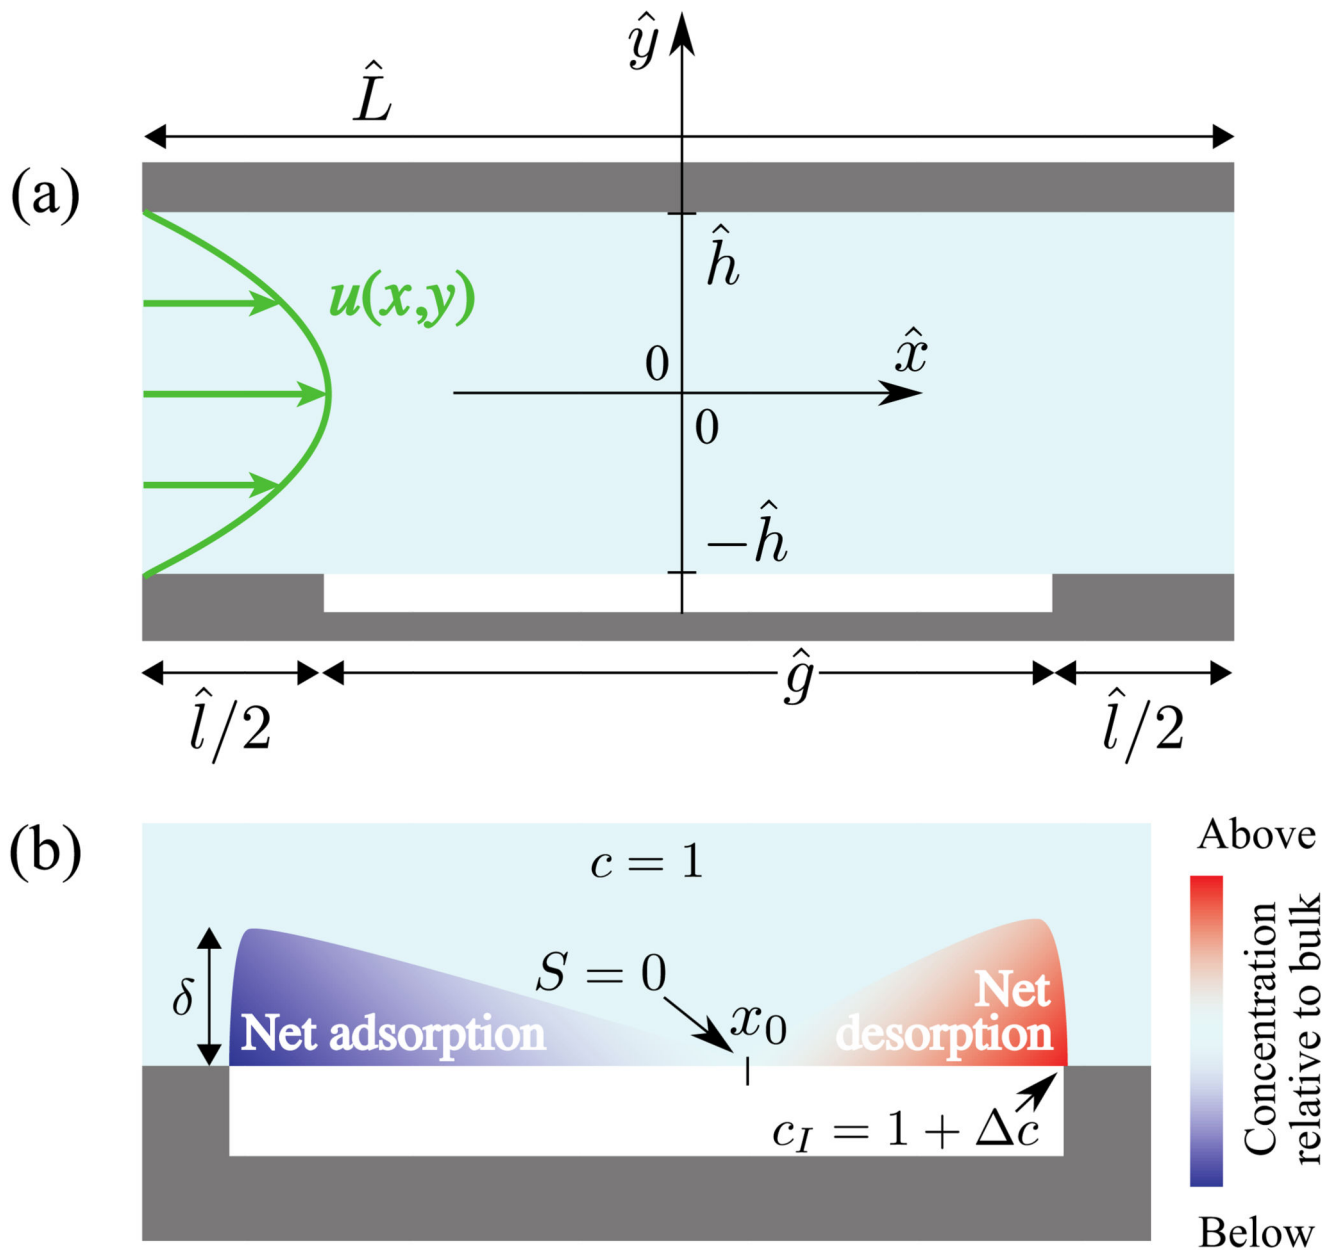 ŷ
L̂
(a)
ĥ
u(x,y)
0
x̂
0
−ĥ
l̂/2
ĝ
l̂/2
(b)
Above
c = 1
δ
S = 0
x₀
Net adsorption
Net
desorption
c_I = 1 + Δc
Concentration
relative to bulk
Below